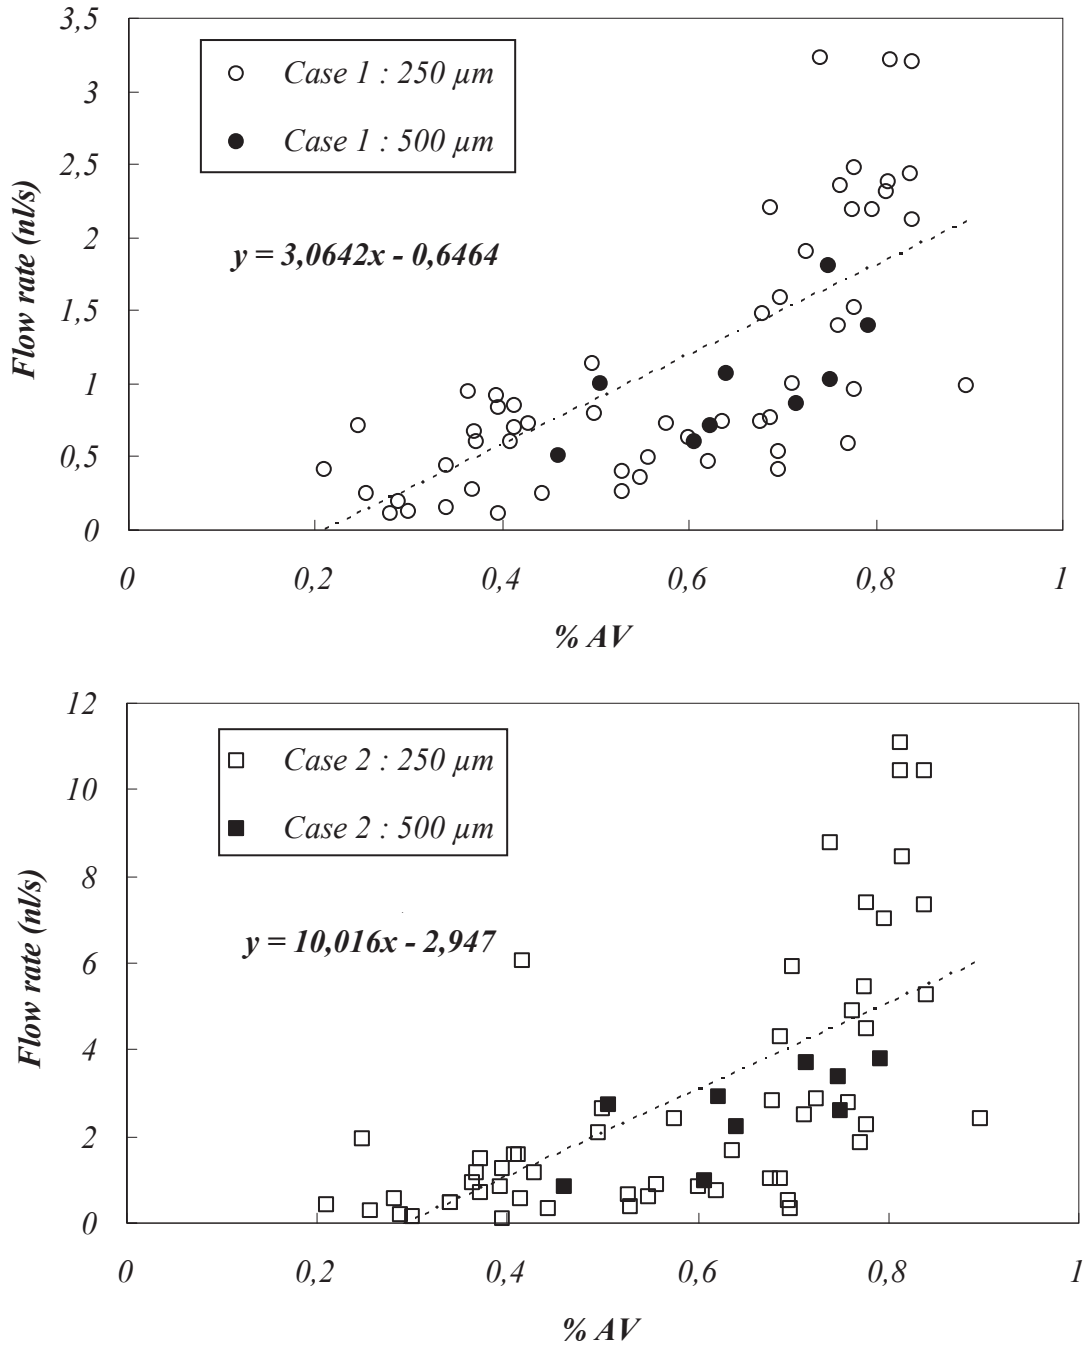 3,5
3
2,5
2
1,5
1
0,5
0
Flow rate (nl/s)
Case 1 : 250 µm
Case 1 : 500 µm
y = 3,0642x - 0,6464
0 0,2 0,4 0,6 0,8 1
% AV
12
10
8
6
4
2
0
Flow rate (nl/s)
Case 2 : 250 µm
Case 2 : 500 µm
y = 10,016x - 2,947
0 0,2 0,4 0,6 0,8 1
% AV